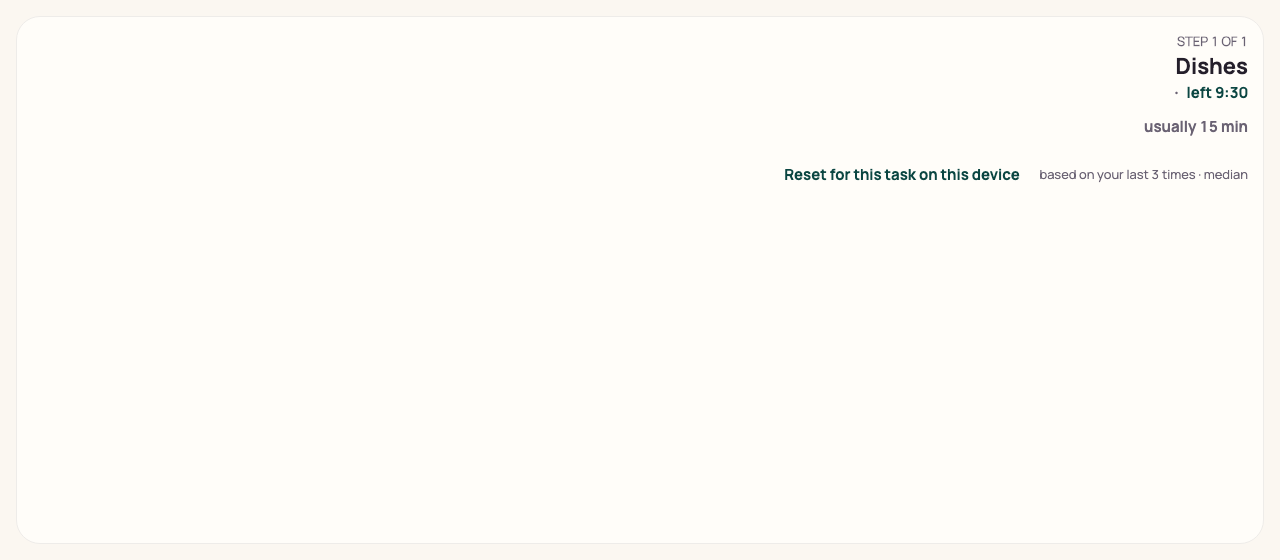 STEP 1 OF 1
Dishes
· left 9:30
usually 15 min
Reset for this task on this device based on your last 3 times · median